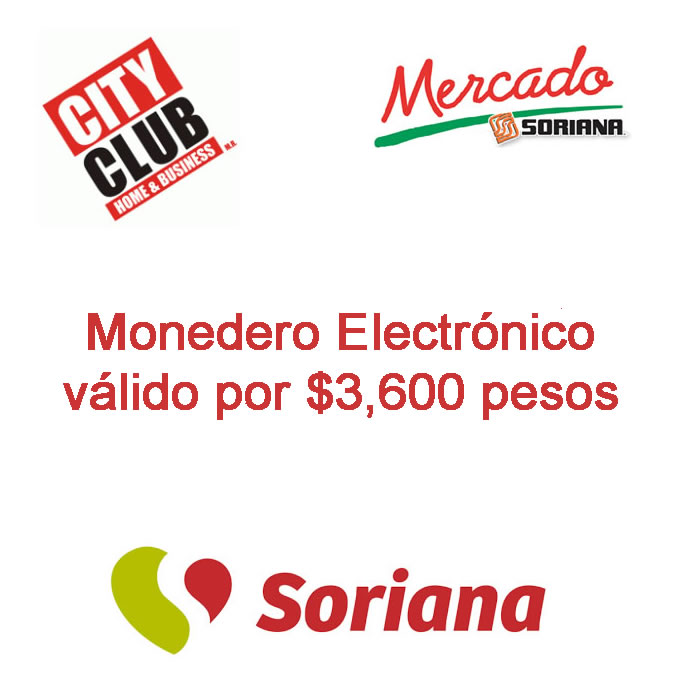 CITY
CLUB
HOME & BUSINESS M.R.
Mercado
SORIANA
Monedero Electrónico
válido por $3,600 pesos
Soriana